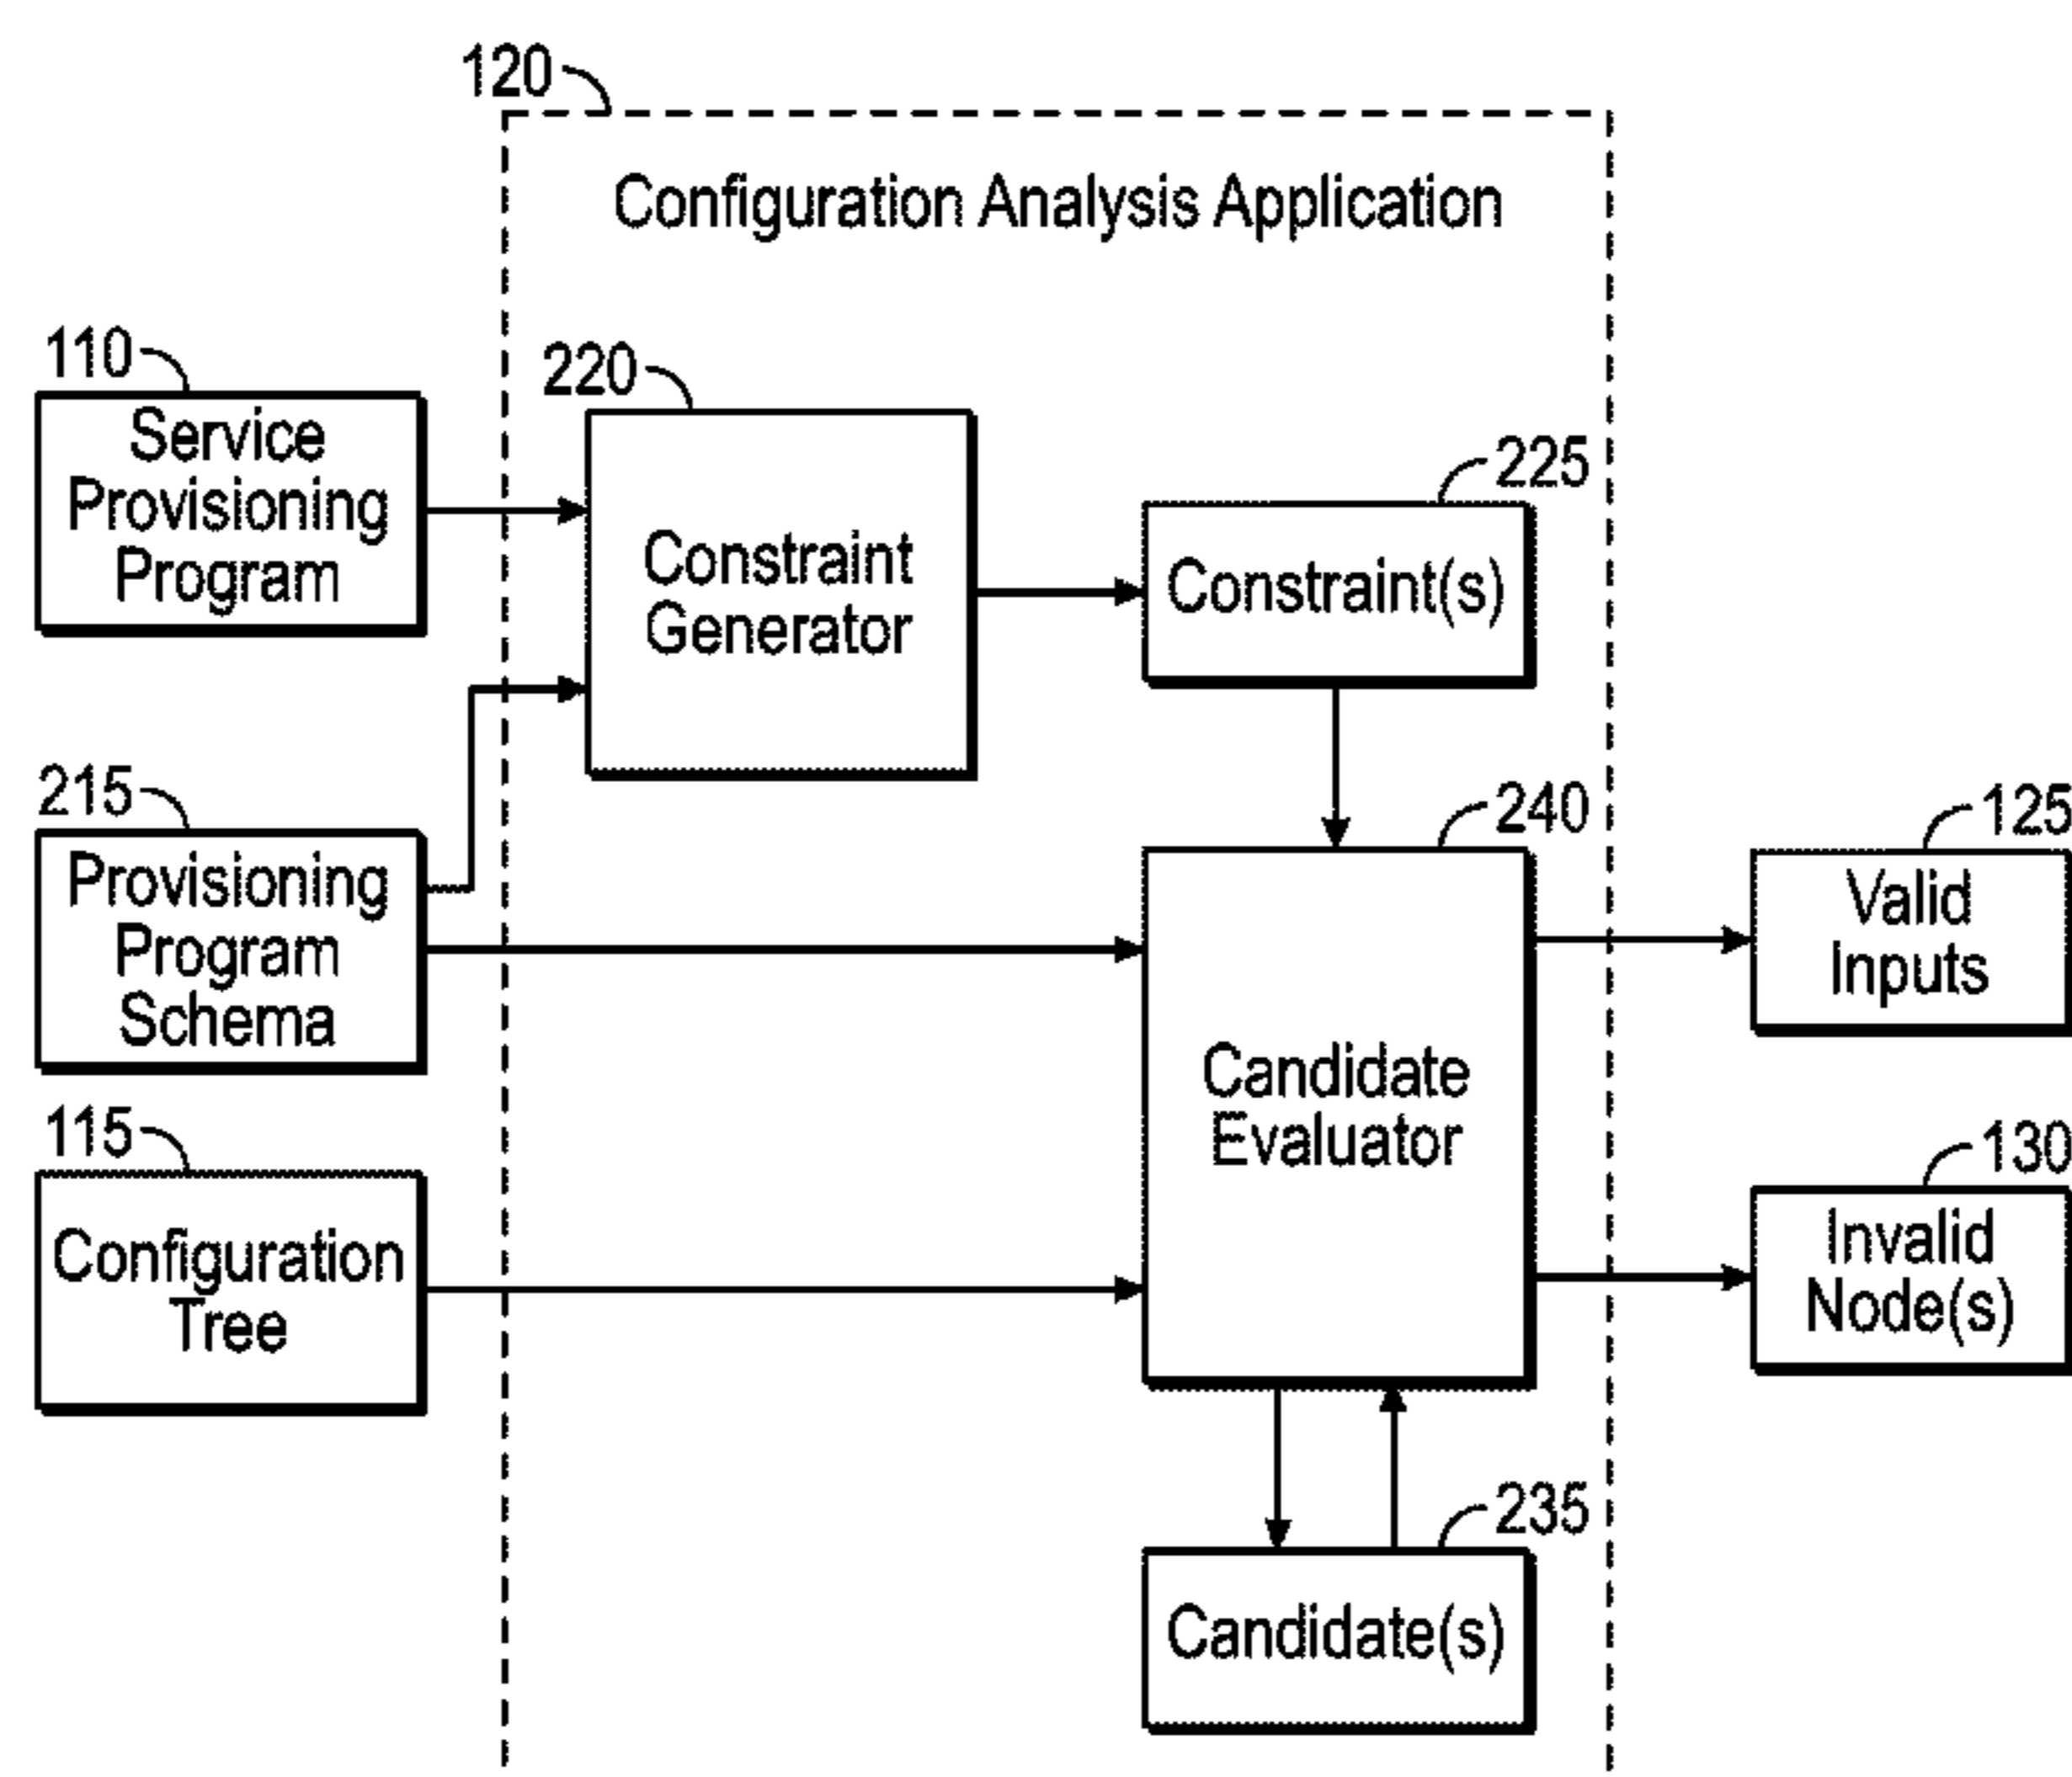 120
Configuration Analysis Application
110
Service
Provisioning
Program
220
Constraint
Generator
225
Constraint(s)
215
Provisioning
Program
Schema
240
Candidate
Evaluator
125
Valid
Inputs
115
Configuration
Tree
130
Invalid
Node(s)
235
Candidate(s)